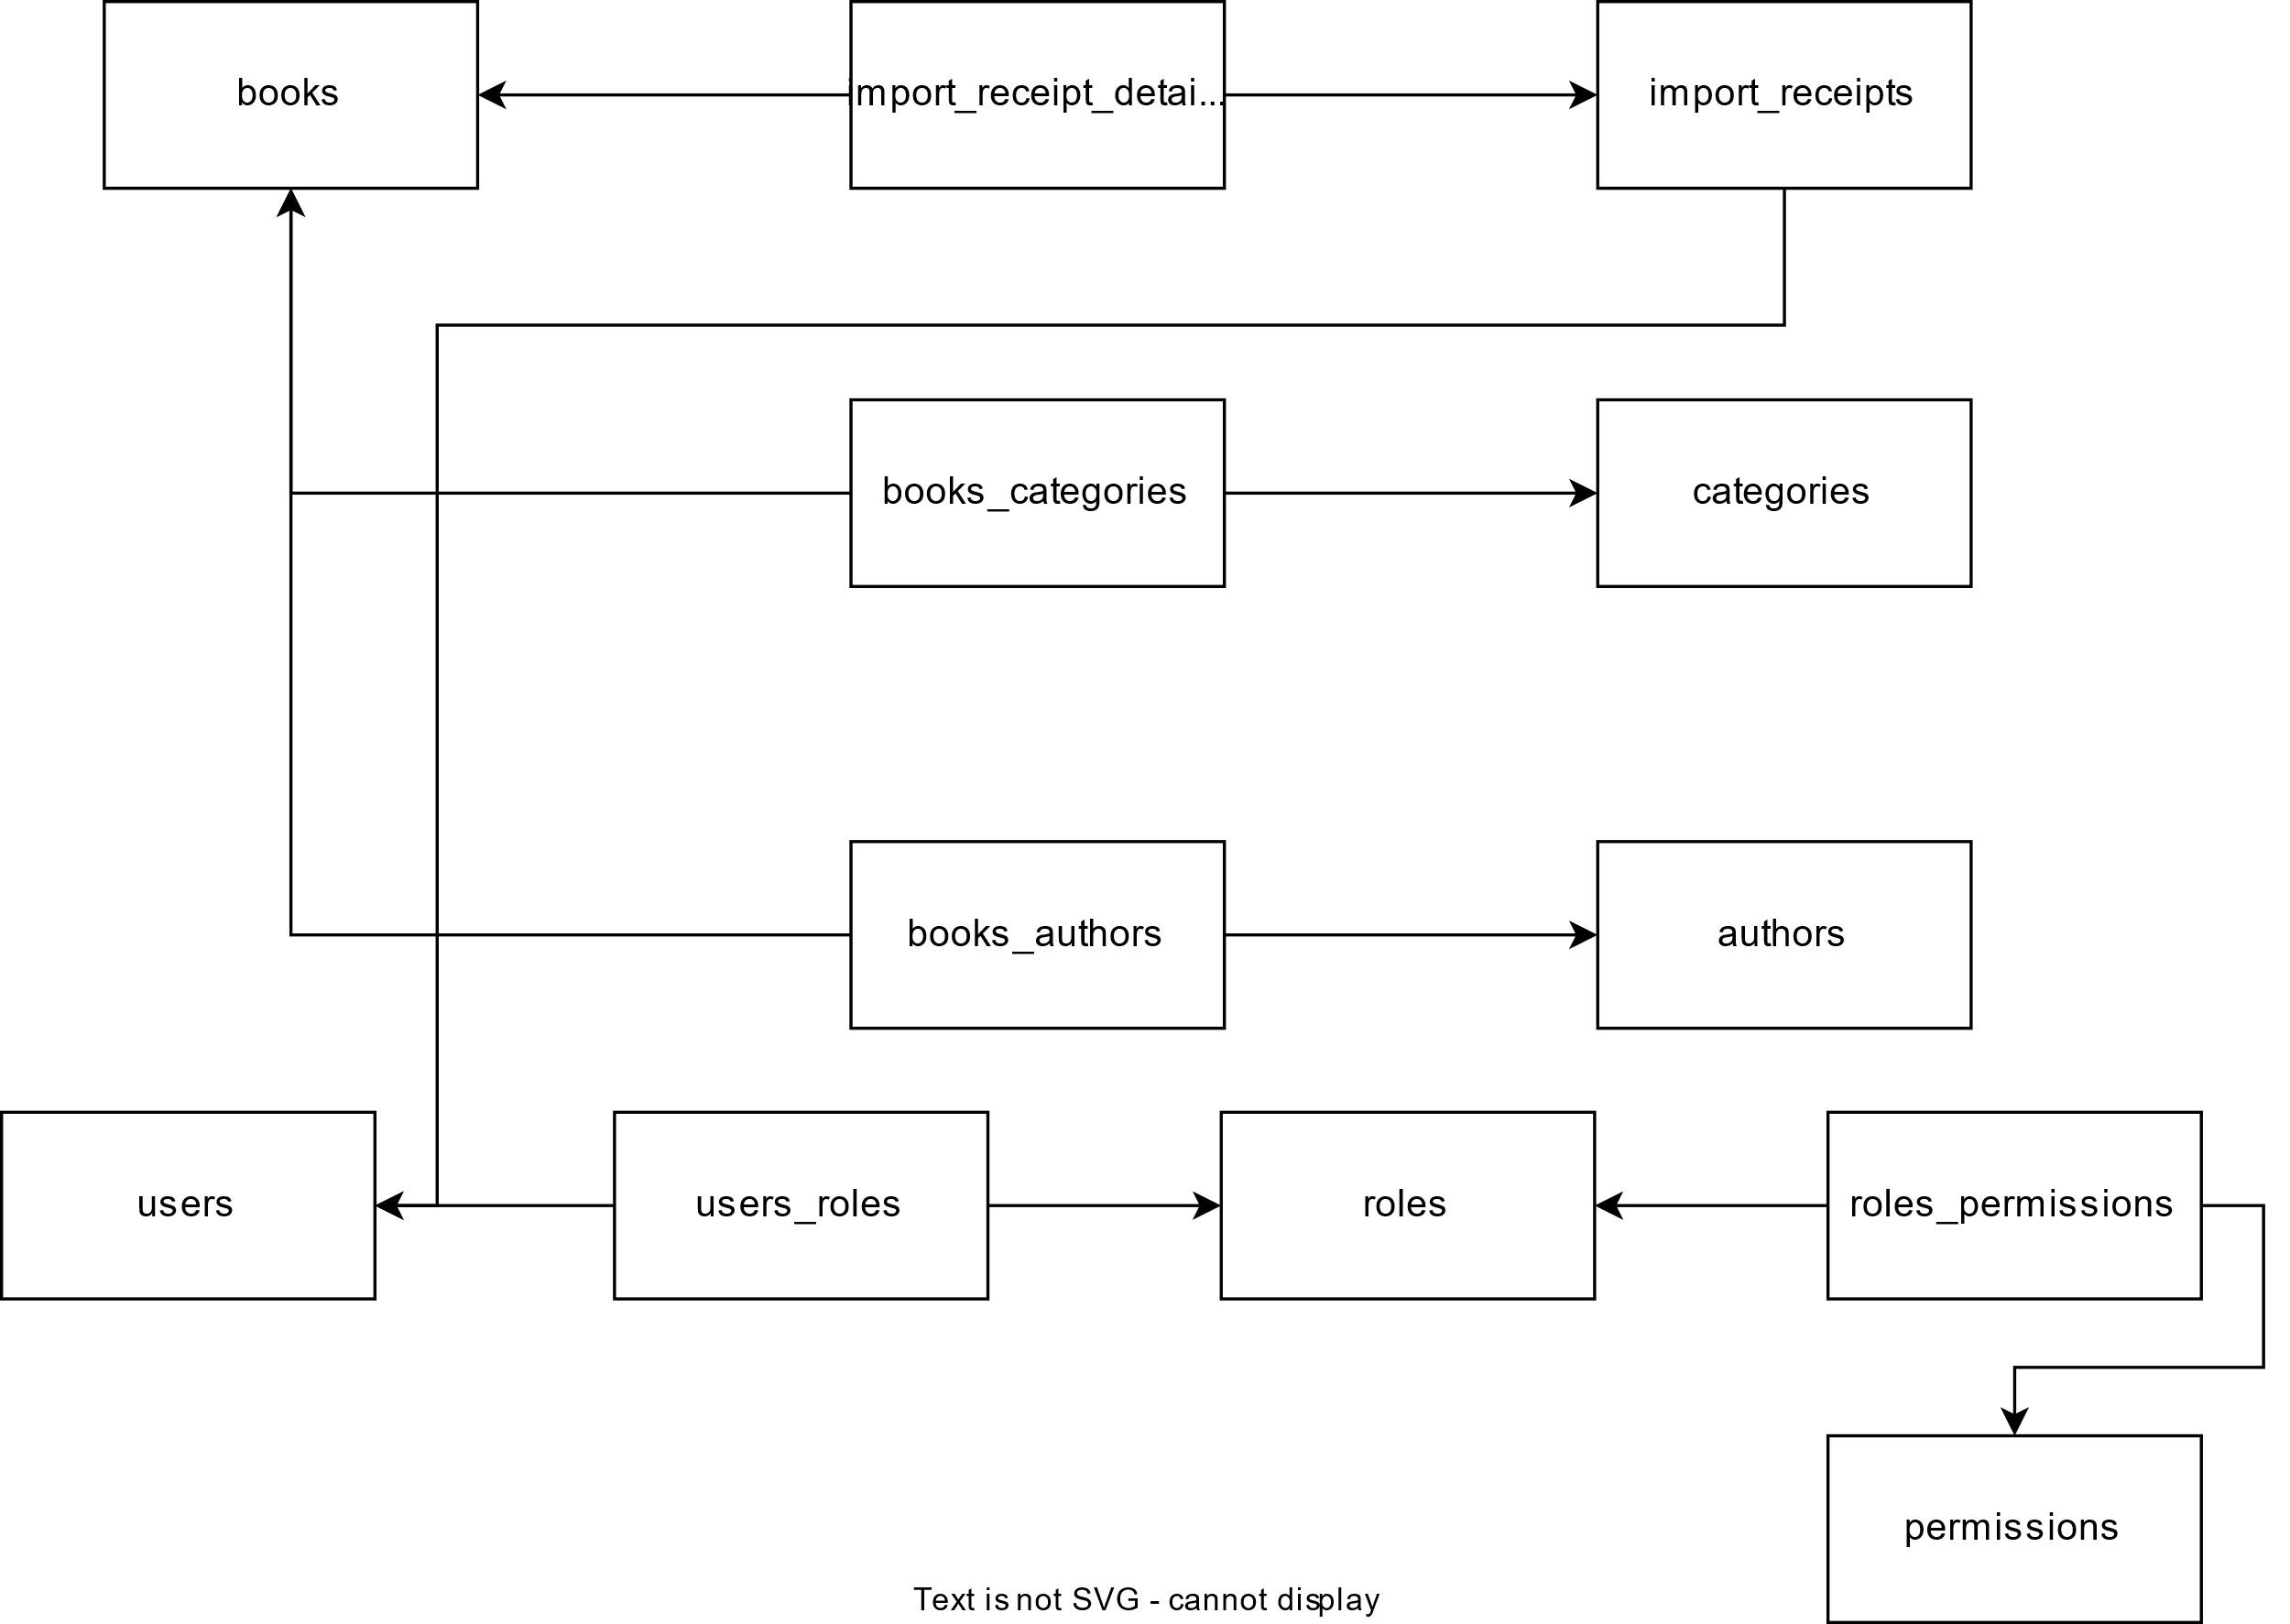 books
import_receipt_detai...
import_receipts
books_categories
categories
books_authors
authors
users
users_roles
roles
roles_permissions
permissions
Text is not SVG - cannot display